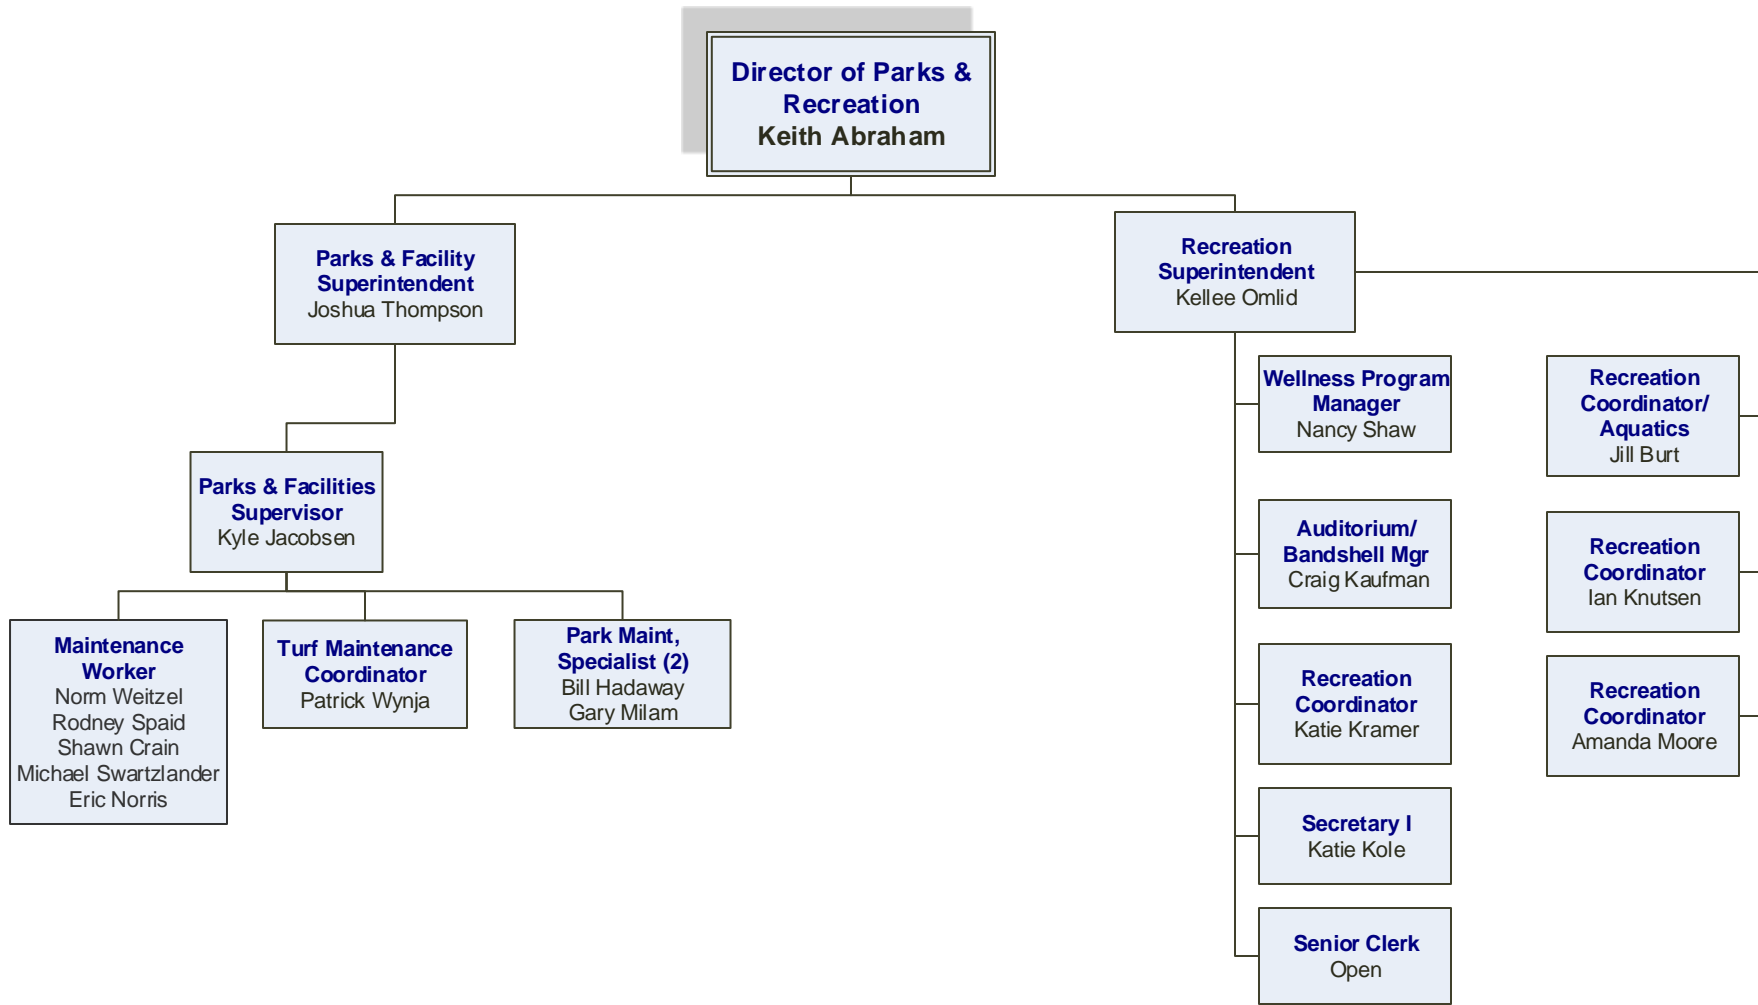 Director of Parks &
Recreation
Keith Abraham
Parks & Facility
Superintendent
Joshua Thompson
Recreation
Superintendent
Kellee Omlid
Parks & Facilities
Supervisor
Kyle Jacobsen
Maintenance
Worker
Norm Weitzel
Rodney Spaid
Shawn Crain
Michael Swartzlander
Eric Norris
Turf Maintenance
Coordinator
Patrick Wynja
Park Maint,
Specialist (2)
Bill Hadaway
Gary Milam
Wellness Program
Manager
Nancy Shaw
Auditorium/
Bandshell Mgr
Craig Kaufman
Recreation
Coordinator
Katie Kramer
Secretary I
Katie Kole
Senior Clerk
Open
Recreation
Coordinator/
Aquatics
Jill Burt
Recreation
Coordinator
Ian Knutsen
Recreation
Coordinator
Amanda Moore